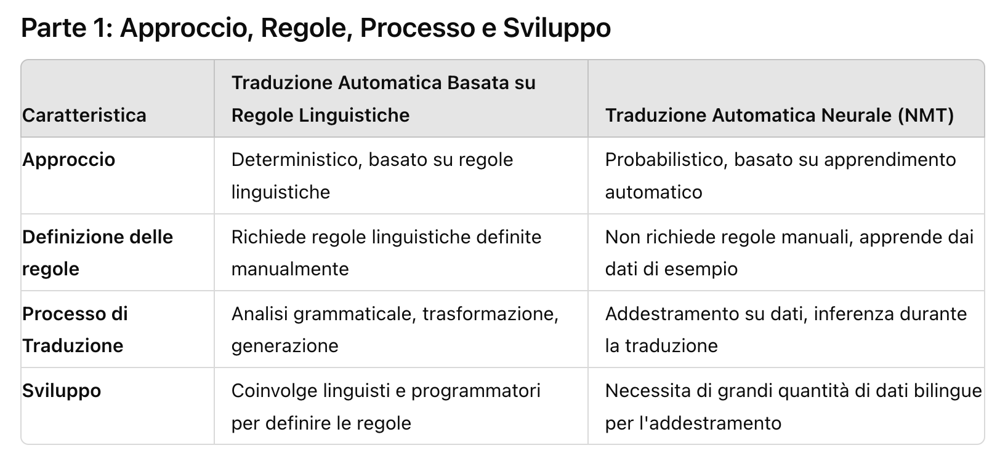 Parte 1: Approccio, Regole, Processo e Sviluppo
Caratteristica
Traduzione Automatica Basata su
Regole Linguistiche
Traduzione Automatica Neurale (NMT)
Approccio
Deterministico, basato su regole
linguistiche
Probabilistico, basato su apprendimento
automatico
Definizione delle
regole
Richiede regole linguistiche definite
manualmente
Non richiede regole manuali, apprende dai
dati di esempio
Processo di
Traduzione
Analisi grammaticale, trasformazione,
generazione
Addestramento su dati, inferenza durante
la traduzione
Sviluppo
Coinvolge linguisti e programmatori
per definire le regole
Necessita di grandi quantità di dati bilingue
per l'addestramento